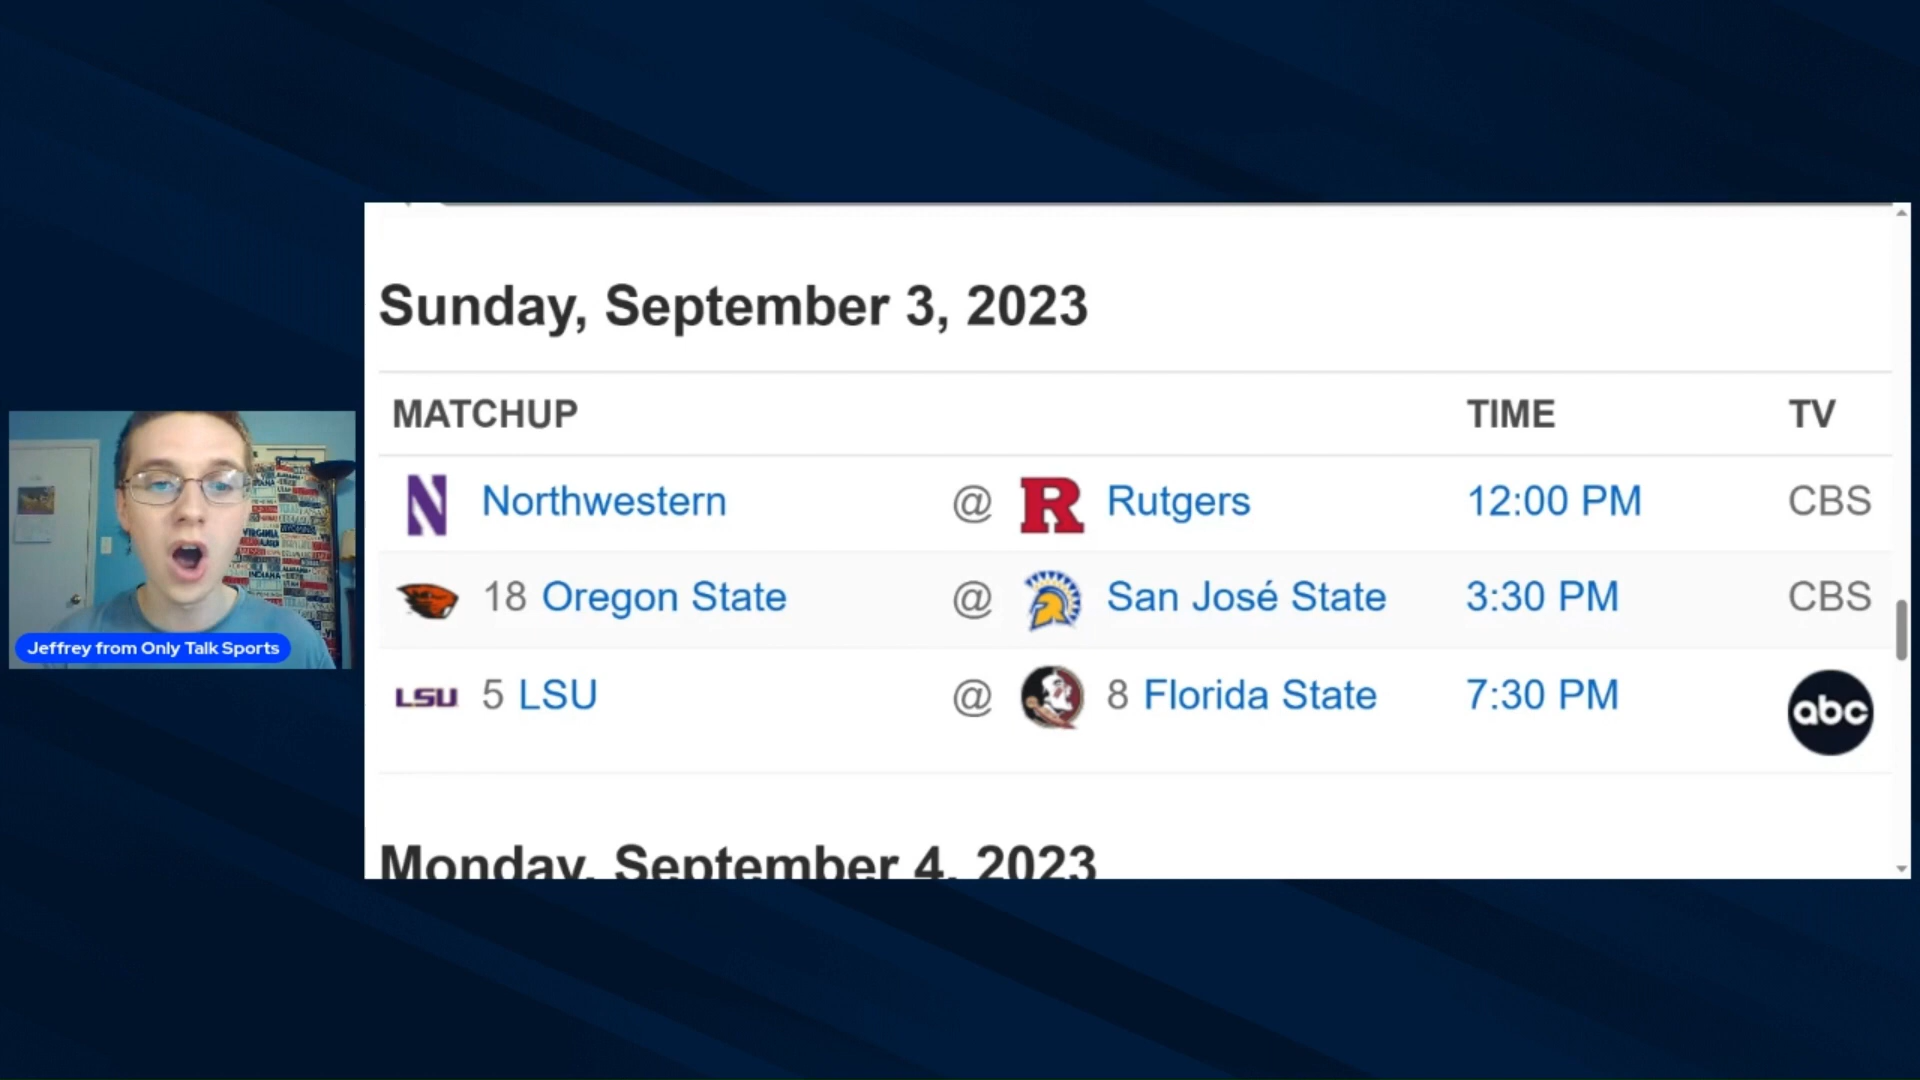 Sunday, September 3, 2023
MATCHUP TIME TV
N Northwestern @ R Rutgers 12:00 PM CBS
18 Oregon State @ San José State 3:30 PM CBS
LSU 5 LSU @ 8 Florida State 7:30 PM abc
Monday, September 4, 2023
VIRGINIA
INDIANA
Jeffrey from Only Talk Sports